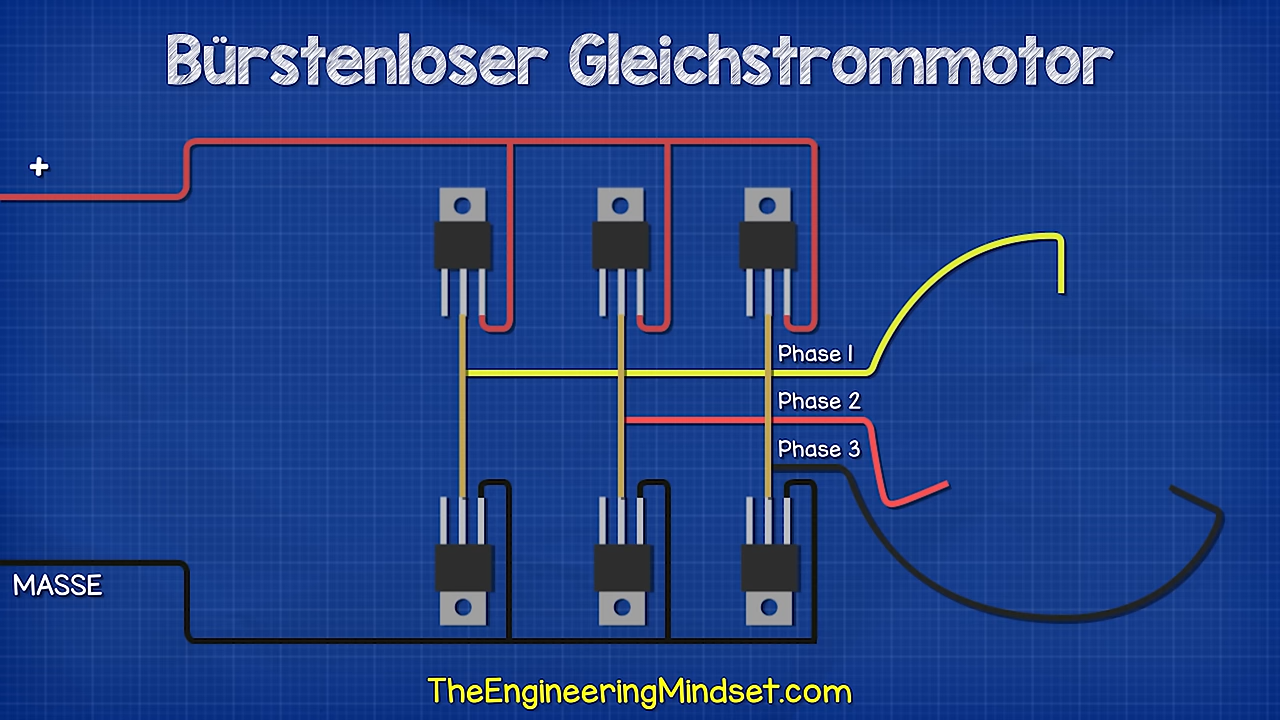 Bürstenloser Gleichstrommotor
+
Phase 1
Phase 2
Phase 3
MASSE
TheEngineeringMindset.com